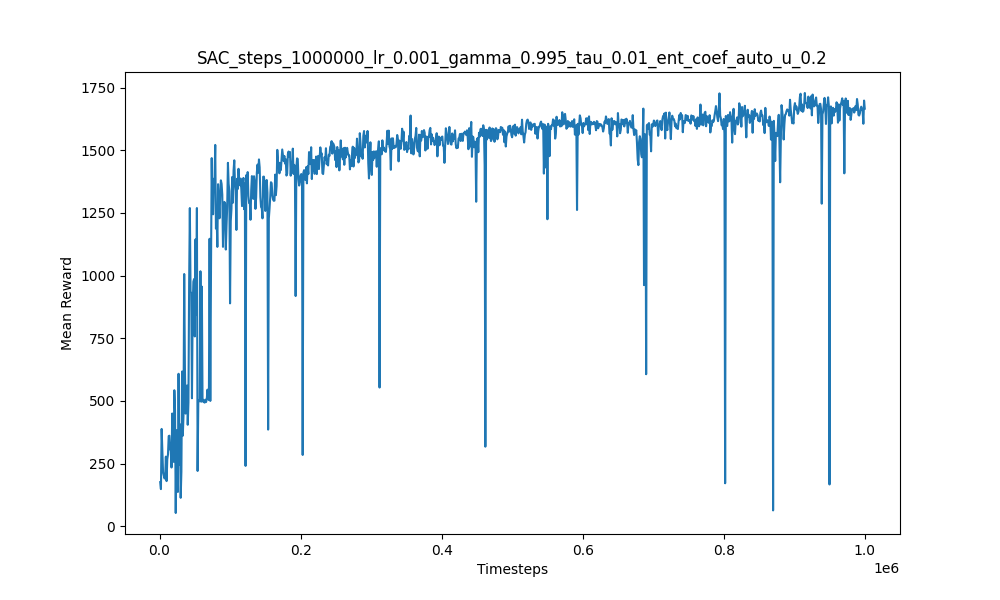 SAC_steps_1000000_lr_0.001_gamma_0.995_tau_0.01_ent_coef_auto_u_0.2
1750
1500
1250
1000
750
500
250
0
Mean Reward
0.0 0.2 0.4 0.6 0.8 1.0
Timesteps
1e6